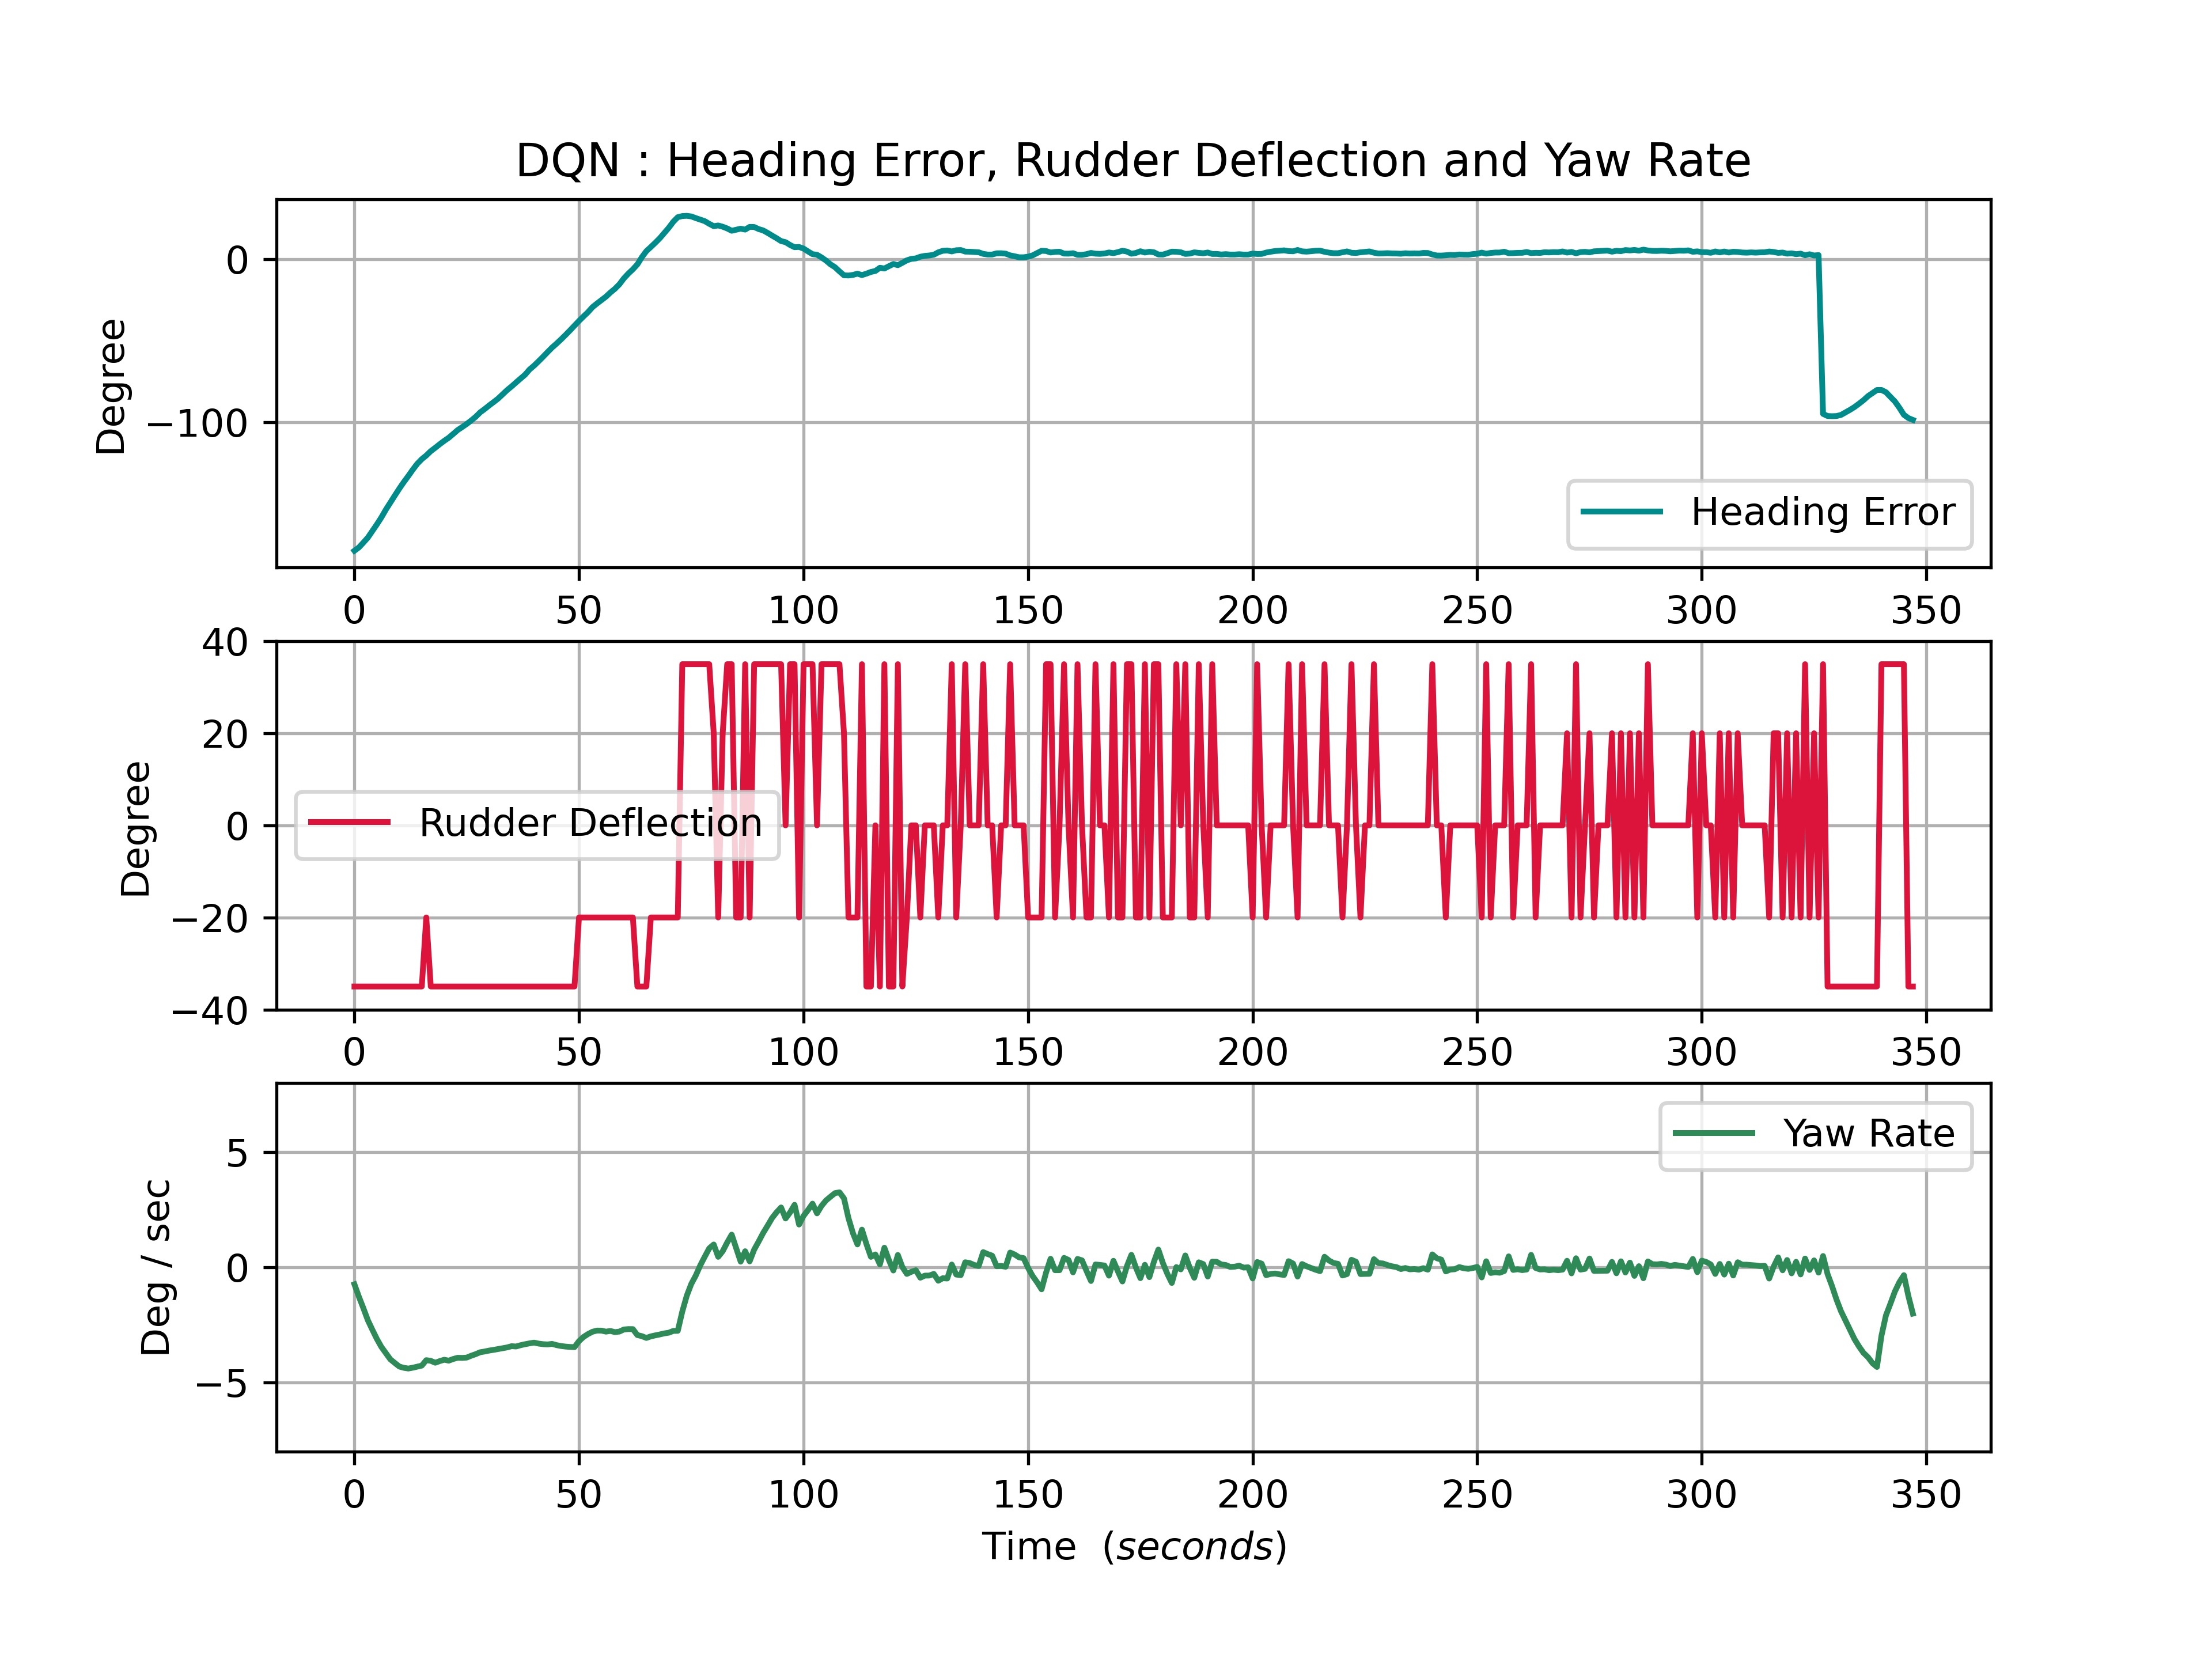 DQN : Heading Error, Rudder Deflection and Yaw Rate
0
−100
Degree
Heading Error
0 50 100 150 200 250 300 350
40
20
0
−20
−40
Degree
Rudder Deflection
0 50 100 150 200 250 300 350
5
0
−5
Deg / sec
Yaw Rate
0 50 100 150 200 250 300 350
Time (seconds)